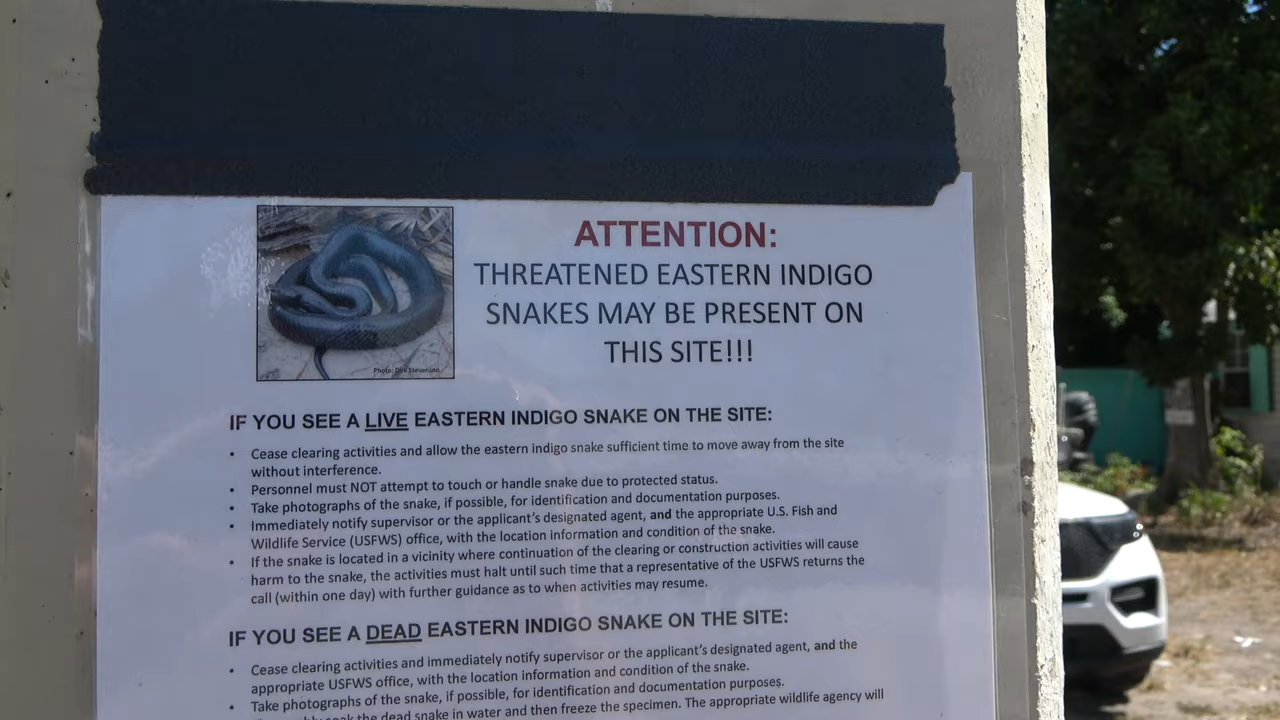 ATTENTION:
THREATENED EASTERN INDIGO
SNAKES MAY BE PRESENT ON
THIS SITE!!!
Photo: Dirk Stevenson
IF YOU SEE A LIVE EASTERN INDIGO SNAKE ON THE SITE:
• Cease clearing activities and allow the eastern indigo snake sufficient time to move away from the site
without interference.
• Personnel must NOT attempt to touch or handle snake due to protected status.
• Take photographs of the snake, if possible, for identification and documentation purposes.
• Immediately notify supervisor or the applicant's designated agent, and the appropriate U.S. Fish and
Wildlife Service (USFWS) office, with the location information and condition of the snake.
• If the snake is located in a vicinity where continuation of the clearing or construction activities will cause
harm to the snake, the activities must halt until such time that a representative of the USFWS returns the
call (within one day) with further guidance as to when activities may resume.
IF YOU SEE A DEAD EASTERN INDIGO SNAKE ON THE SITE:
• Cease clearing activities and immediately notify supervisor or the applicant's designated agent, and the
appropriate USFWS office, with the location information and condition of the snake.
• Take photographs of the snake, if possible, for identification and documentation purposes.
soak the dead snake in water and then freeze the specimen. The appropriate wildlife agency will